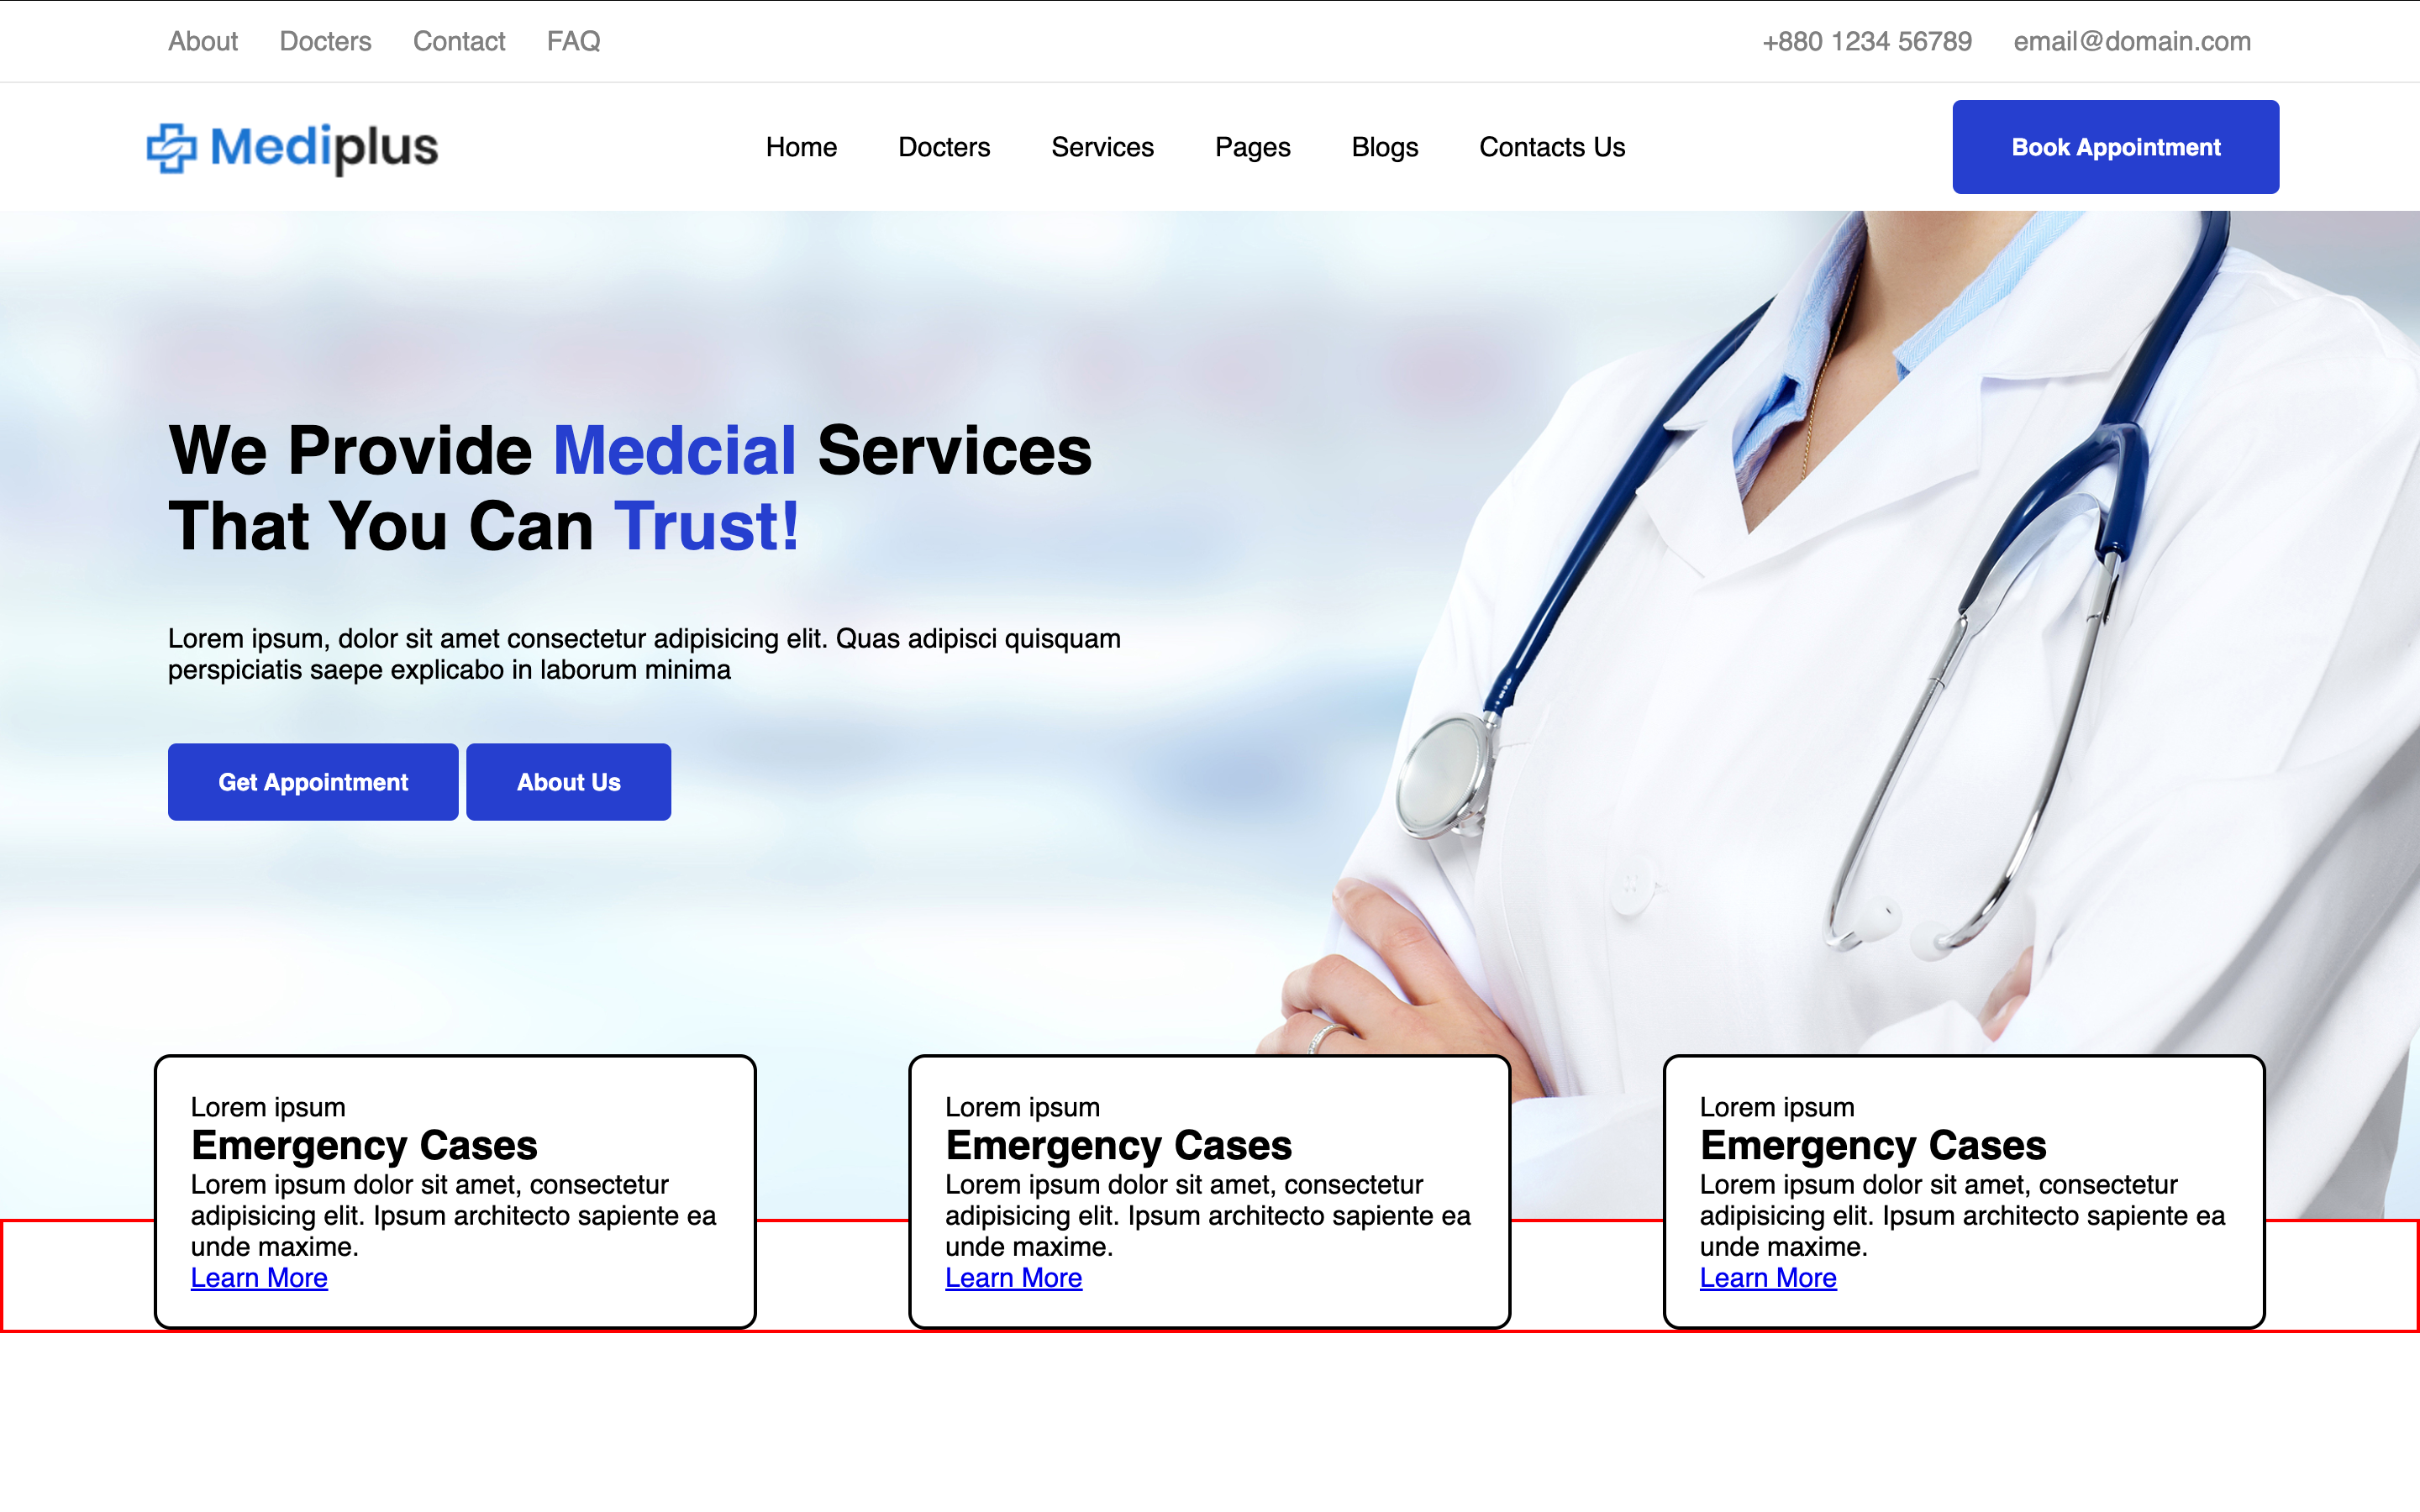 About Docters Contact FAQ +880 1234 56789 email@domain.com
Mediplus Home Docters Services Pages Blogs Contacts Us Book Appointment
We Provide Medcial Services
That You Can Trust!
Lorem ipsum, dolor sit amet consectetur adipisicing elit. Quas adipisci quisquam
perspiciatis saepe explicabo in laborum minima
Get Appointment About Us
Lorem ipsum
Emergency Cases
Lorem ipsum dolor sit amet, consectetur
adipisicing elit. Ipsum architecto sapiente ea
unde maxime.
Learn More
Lorem ipsum
Emergency Cases
Lorem ipsum dolor sit amet, consectetur
adipisicing elit. Ipsum architecto sapiente ea
unde maxime.
Learn More
Lorem ipsum
Emergency Cases
Lorem ipsum dolor sit amet, consectetur
adipisicing elit. Ipsum architecto sapiente ea
unde maxime.
Learn More